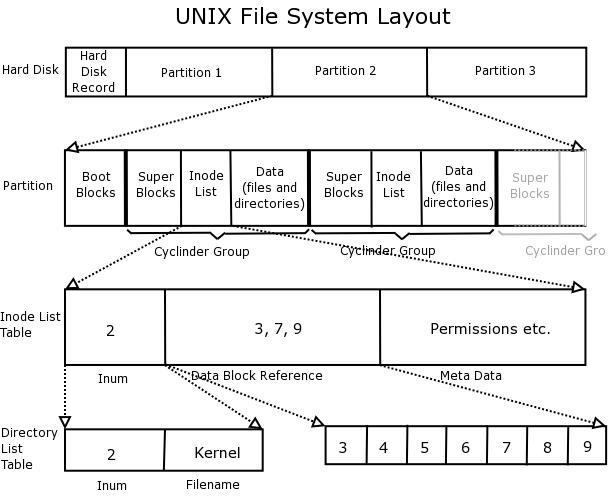 UNIX File System Layout
Hard Disk
Hard
Disk
Record
Partition 1
Partition 2
Partition 3
Partition
Boot
Blocks
Super
Blocks
Inode
List
Data
(files and
directories)
Super
Blocks
Inode
List
Data
(files and
directories)
Super
Blocks
Cyclinder Group
Cyclinder Group
Cyclinder Gro
Inode List
Table
2
3, 7, 9
Permissions etc.
Inum
Data Block Reference
Meta Data
Directory
List
Table
2
Kernel
3 4 5 6 7 8 9
Inum
Filename